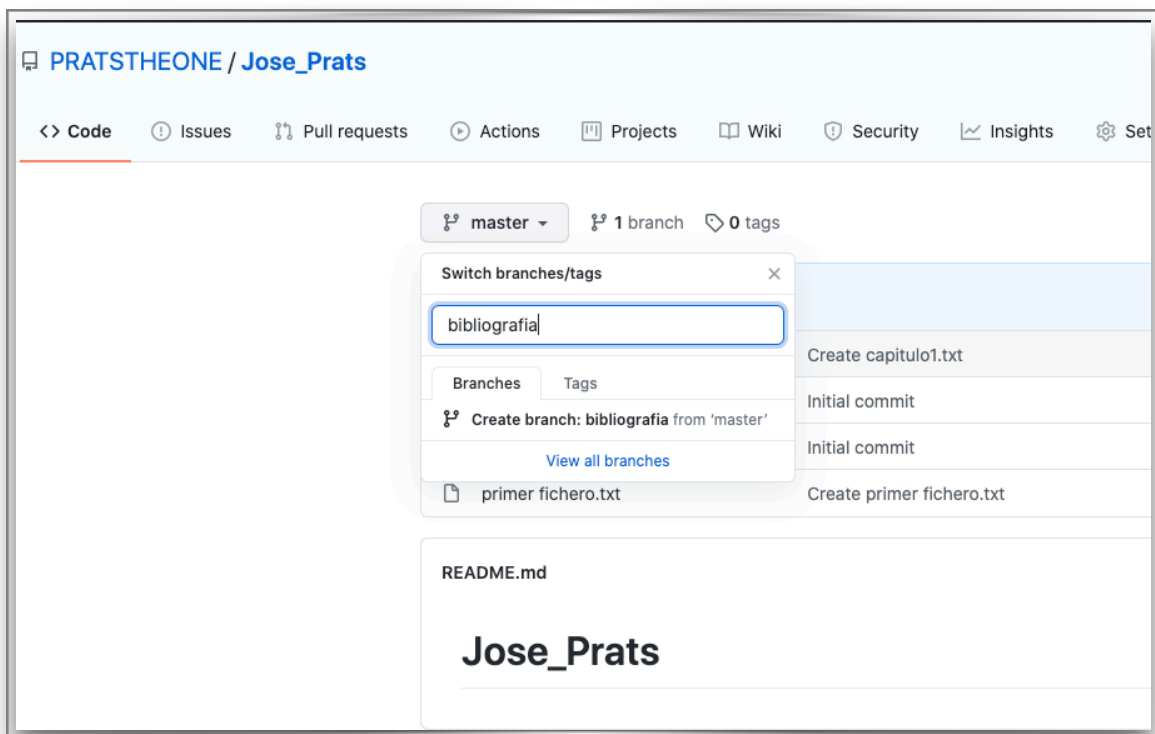 PRATSTHEONE / Jose_Prats
<> Code Issues Pull requests Actions Projects Wiki Security Insights Set
master 1 branch 0 tags
Switch branches/tags
bibliografia
Create capitulo1.txt
Branches Tags
Initial commit
Create branch: bibliografia from 'master'
Initial commit
View all branches
primer fichero.txt Create primer fichero.txt
README.md
Jose_Prats